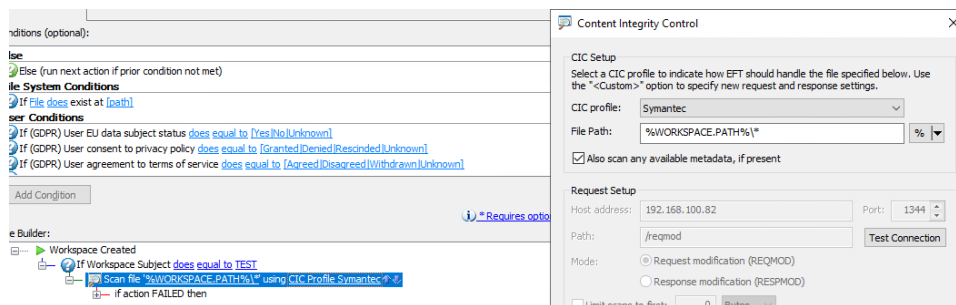 nditions (optional):
lse
Else (run next action if prior condition not met)
ile System Conditions
If File does exist at [path]
ser Conditions
If (GDPR) User EU data subject status does equal to [Yes|No|Unknown]
If (GDPR) User consent to privacy policy does equal to [Granted|Denied|Rescinded|Unknown]
If (GDPR) User agreement to terms of service does equal to [Agreed|Disagreed|Withdrawn|Unknown]
Add Condition
* Requires optio
e Builder:
Workspace Created
If Workspace Subject does equal to TEST
Scan file '%WORKSPACE.PATH%\*' using CIC Profile Symantec
if action FAILED then
Content Integrity Control
CIC Setup
Select a CIC profile to indicate how EFT should handle the file specified below. Use
the "<Custom>" option to specify new request and response settings.
CIC profile: Symantec
File Path: %WORKSPACE.PATH%\* %
Also scan any available metadata, if present
Request Setup
Host address: 192.168.100.82 Port: 1344
Path: /reqmod Test Connection
Mode: Request modification (REQMOD)
Response modification (RESPMOD)
Limit scans to first: 0 Bytes